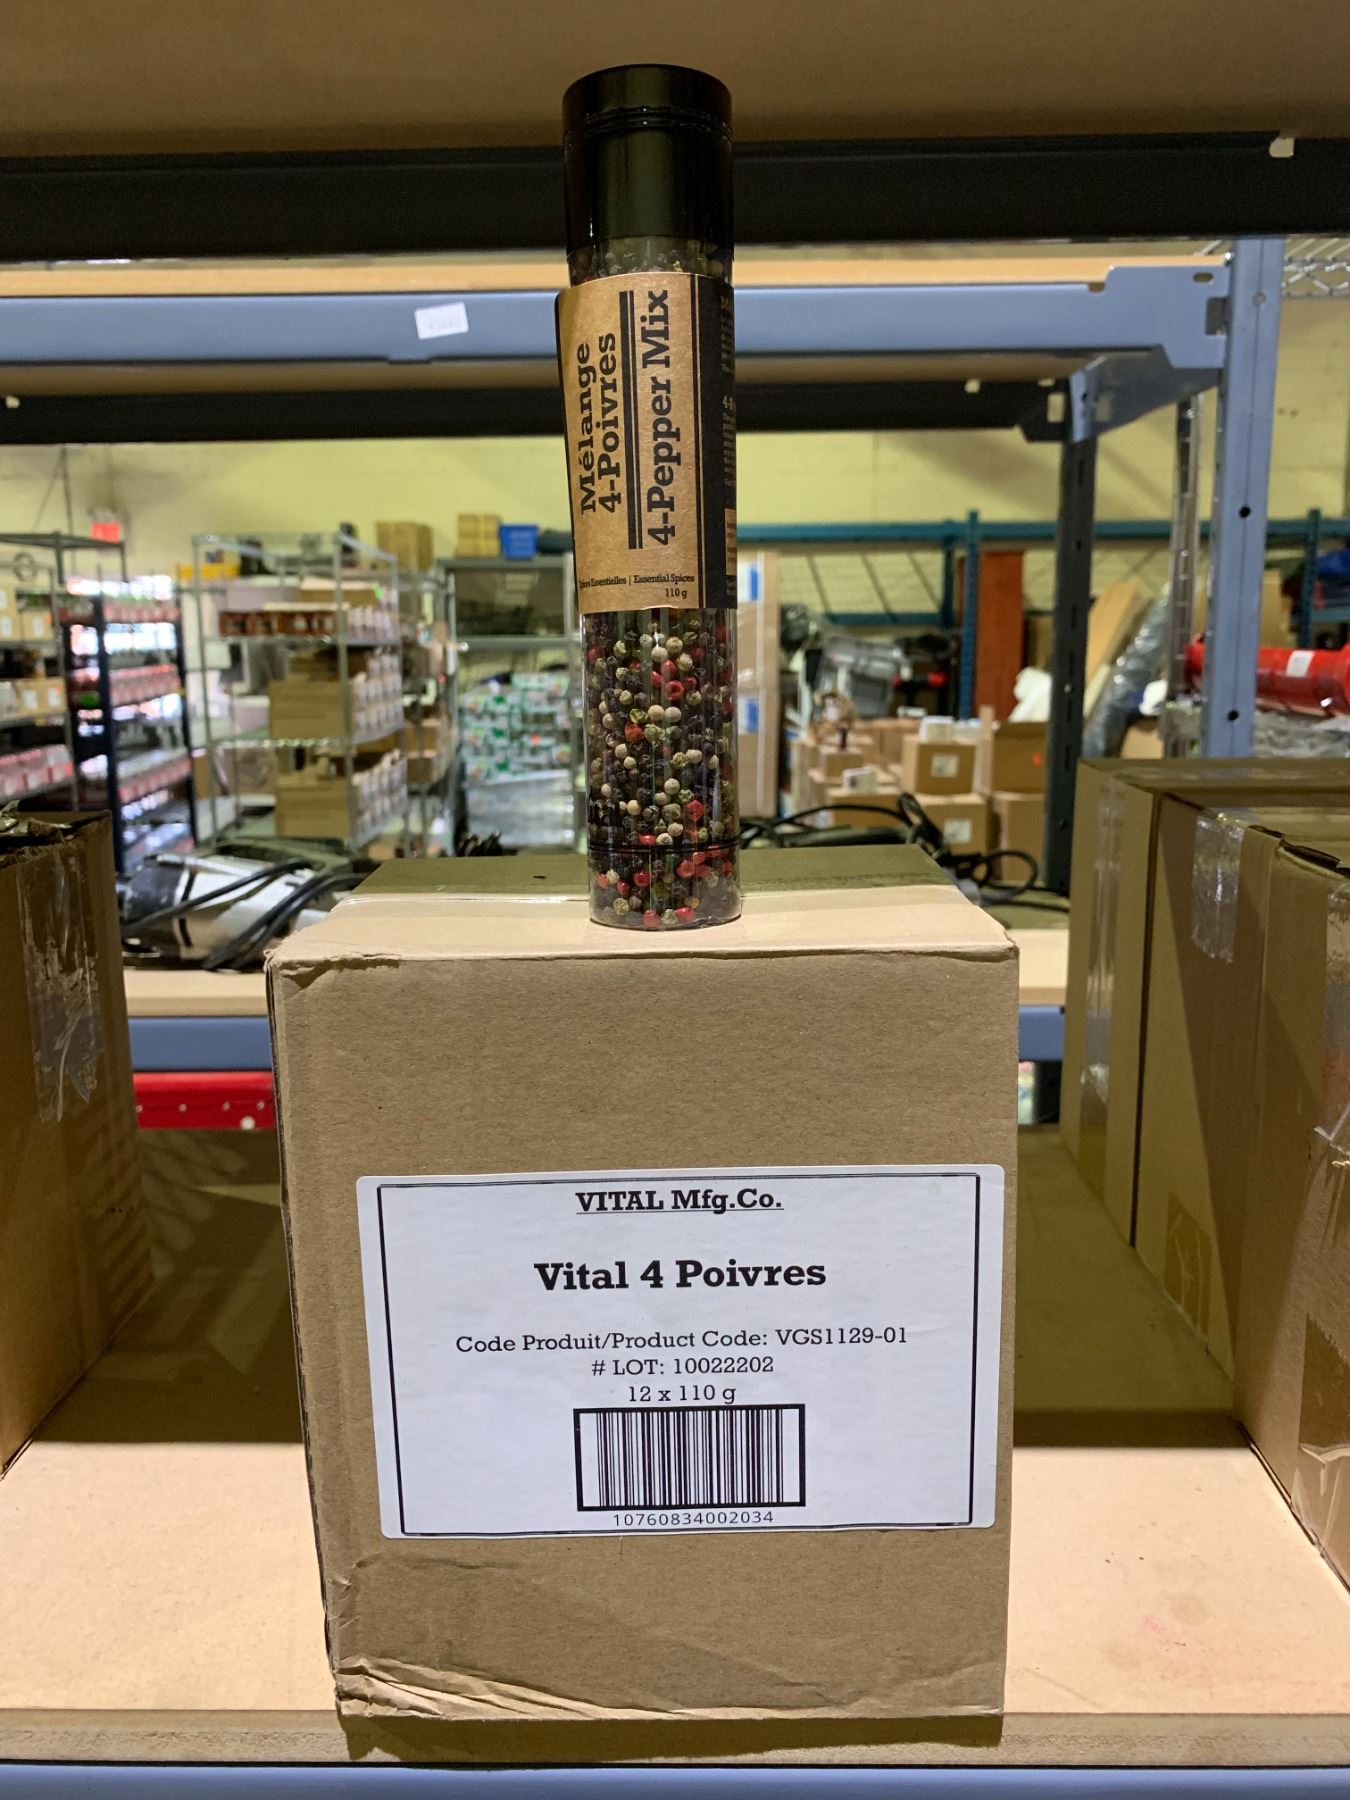 Mélange
4-Poivres
4-Pepper Mix
Essentielles | Essential Spices
110 g
VITAL Mfg.Co.
Vital 4 Poivres
Code Produit/Product Code: VGS1129-01
# LOT: 10022202
12 x 110 g
10760834002034